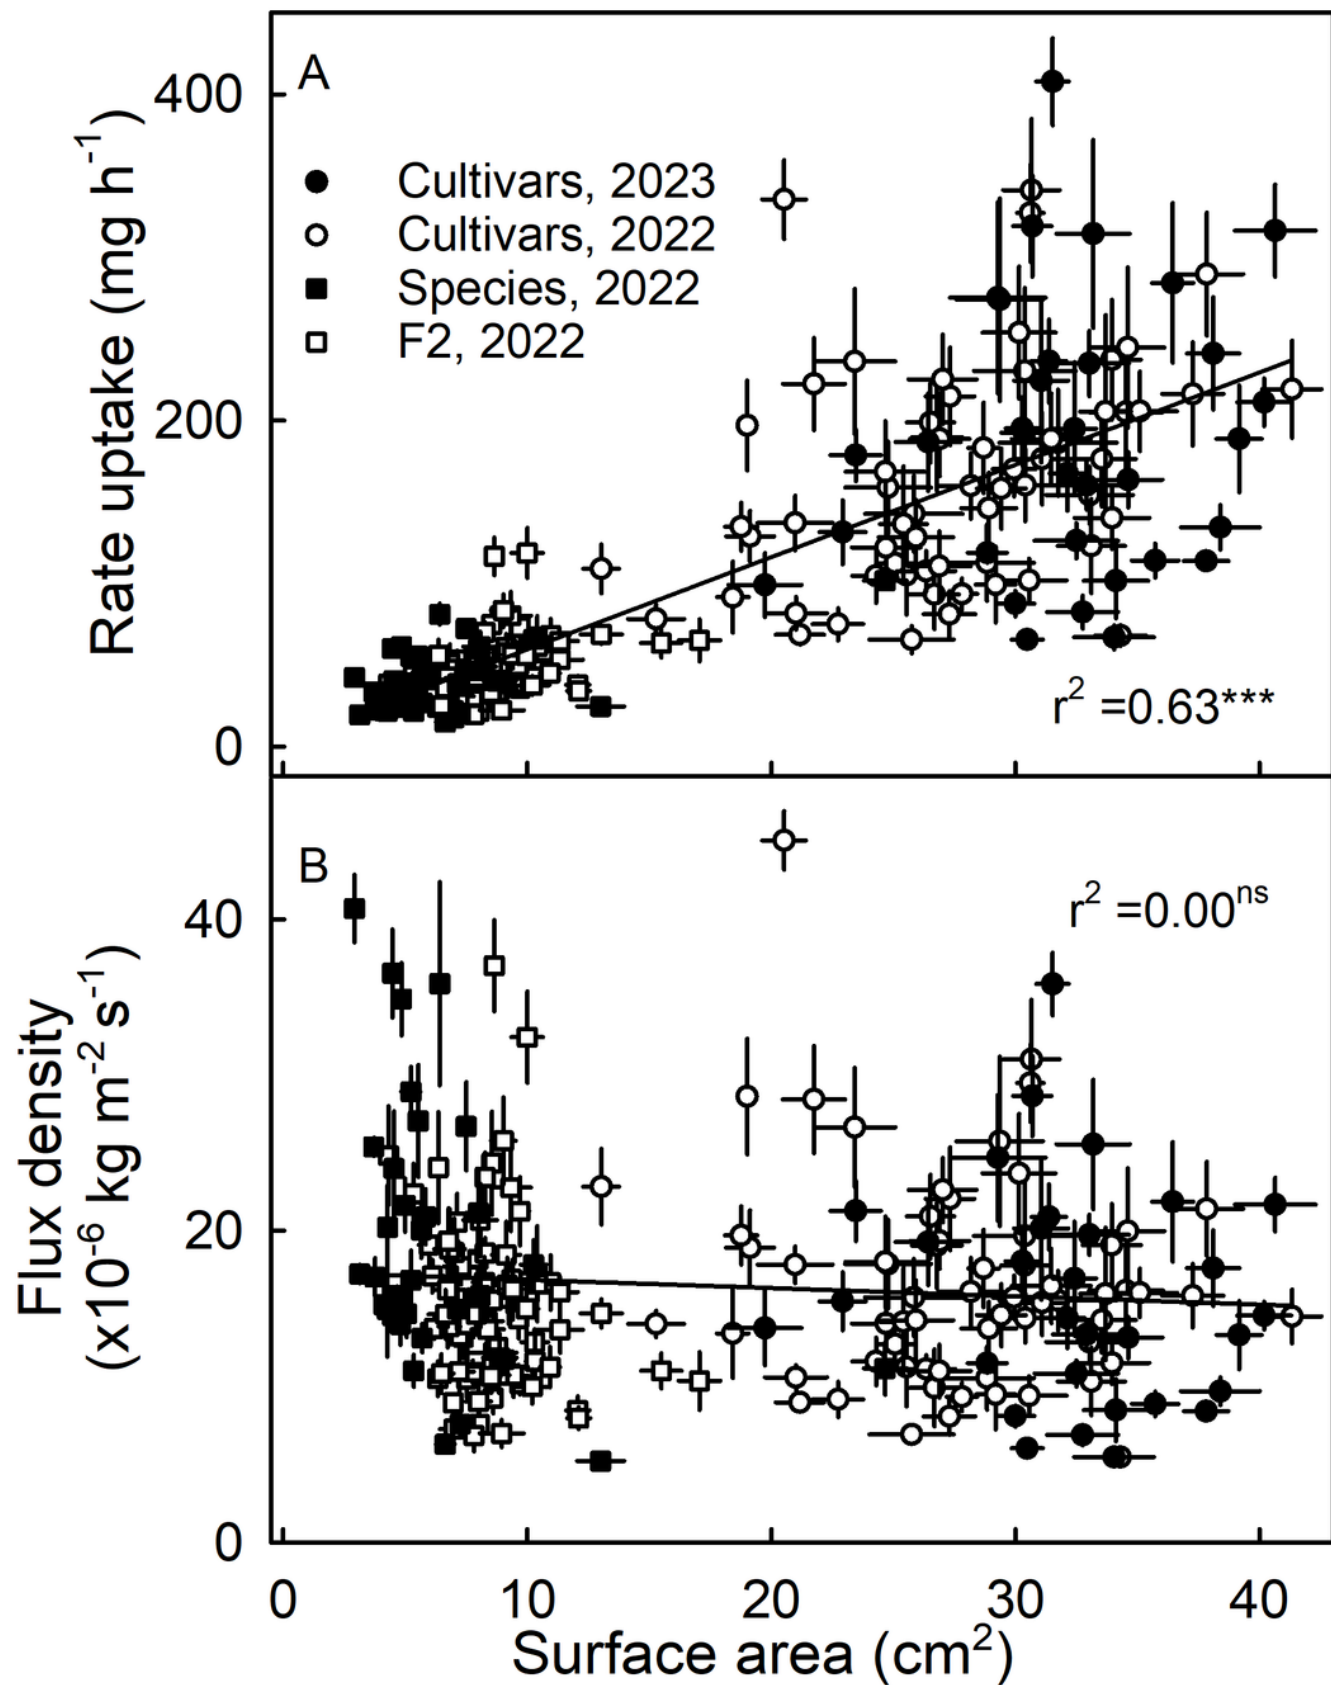 A
400
200
0
Rate uptake (mg h⁻¹)
Cultivars, 2023
Cultivars, 2022
Species, 2022
F2, 2022
r² =0.63***
B
40
20
0
Flux density
(x10⁻⁶ kg m⁻² s⁻¹)
r² =0.00ⁿˢ
0 10 20 30 40
Surface area (cm²)